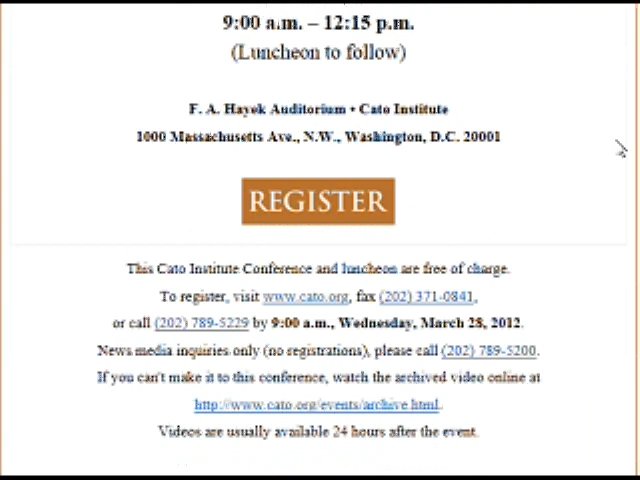 9:00 a.m. – 12:15 p.m.
(Luncheon to follow)
F. A. Hayek Auditorium • Cato Institute
1000 Massachusetts Ave., N.W., Washington, D.C. 20001
REGISTER
This Cato Institute Conference and luncheon are free of charge.
To register, visit www.cato.org, fax (202) 371-0841,
or call (202) 789-5229 by 9:00 a.m., Wednesday, March 28, 2012.
News media inquiries only (no registrations), please call (202) 789-5200.
If you can't make it to this conference, watch the archived video online at
http://www.cato.org/events/archive.html.
Videos are usually available 24 hours after the event.